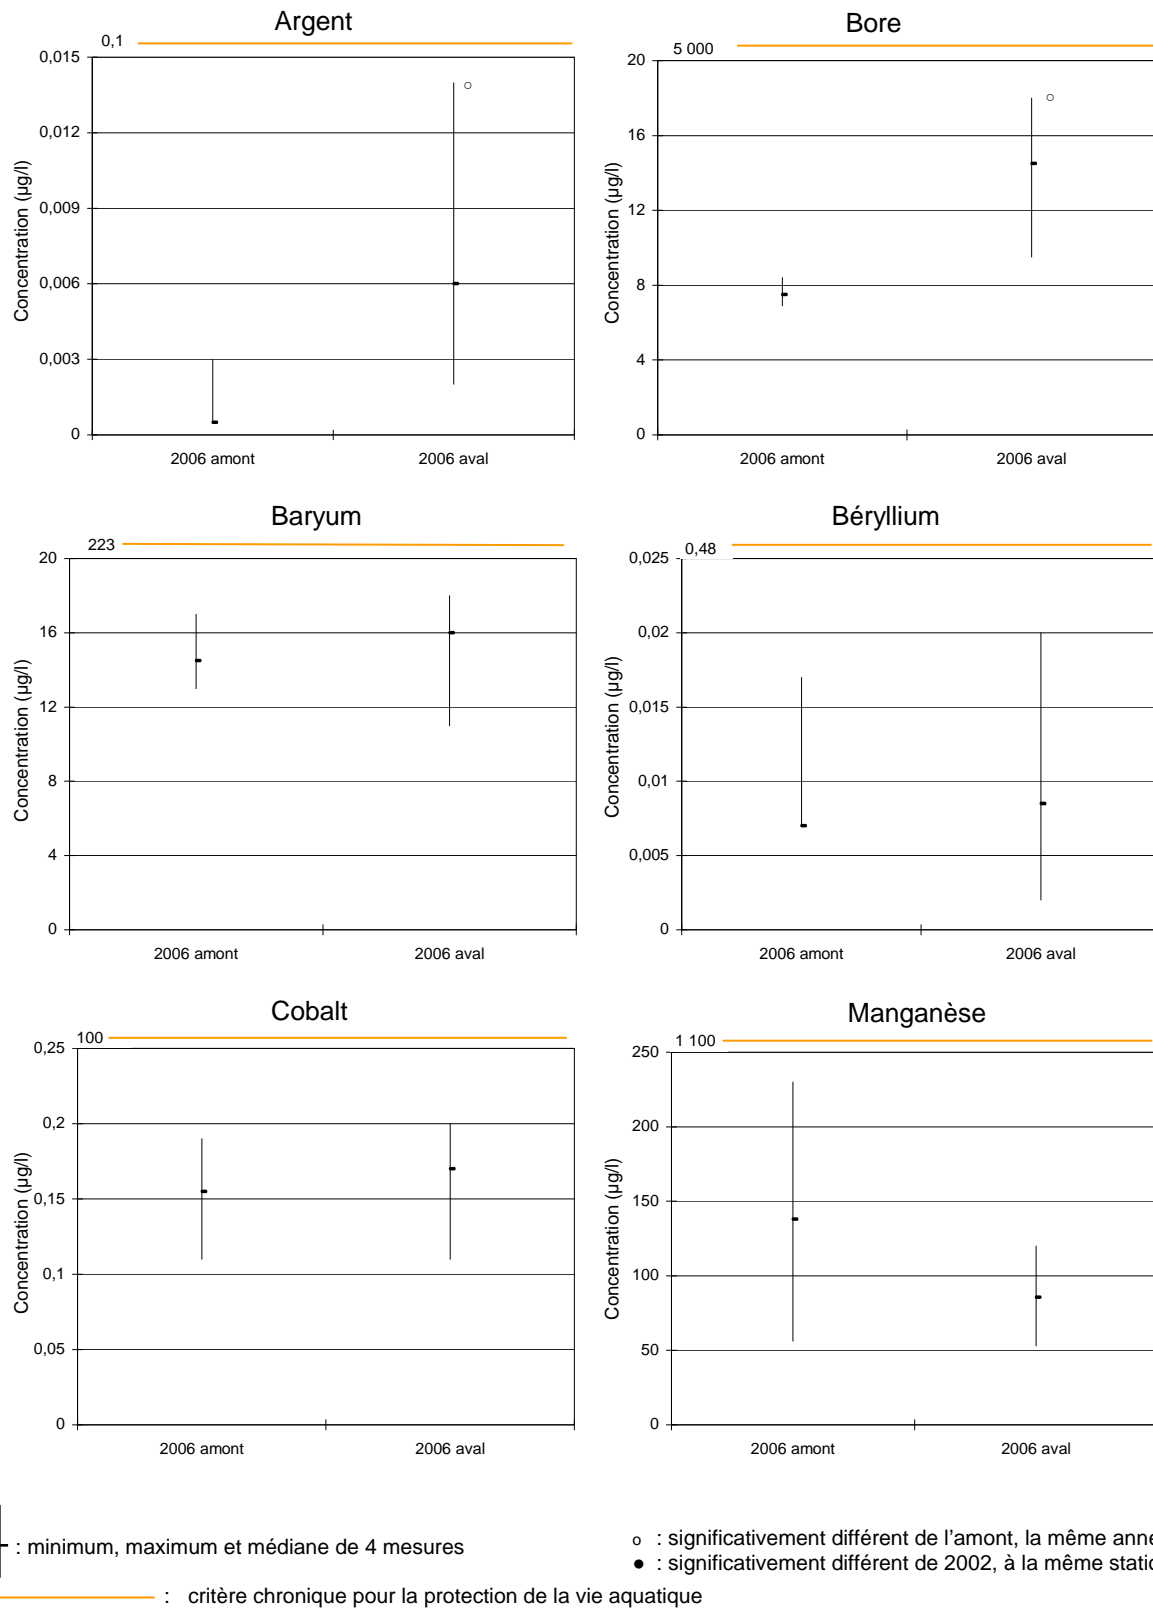 Argent
0,1
0,015
0,012
0,009
0,006
0,003
0
Concentration (µg/l)
2006 amont 2006 aval
Bore
5 000
20
16
12
8
4
0
Concentration (µg/l)
2006 amont 2006 aval
Baryum
223
20
16
12
8
4
0
Concentration (µg/l)
2006 amont 2006 aval
Béryllium
0,48
0,025
0,02
0,015
0,01
0,005
0
Concentration (µg/l)
2006 amont 2006 aval
Cobalt
100
0,25
0,2
0,15
0,1
0,05
0
Concentration (µg/l)
2006 amont 2006 aval
Manganèse
1 100
250
200
150
100
50
0
Concentration (µg/l)
2006 amont 2006 aval
: minimum, maximum et médiane de 4 mesures
o : significativement différent de l'amont, la même anné
● : significativement différent de 2002, à la même statio
: critère chronique pour la protection de la vie aquatique